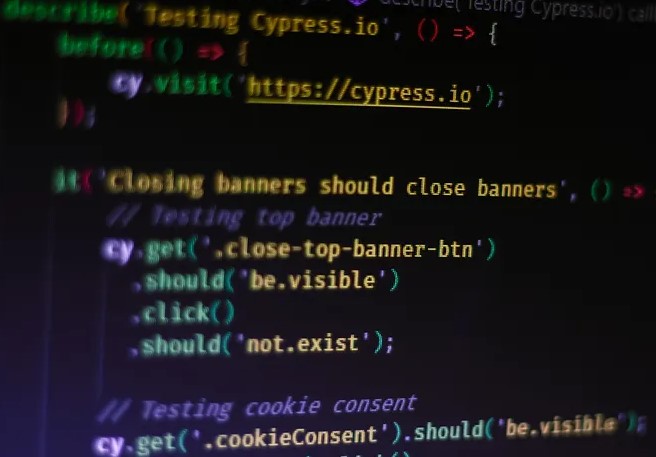 describe('Testing Cypress.io') call
describe('Testing Cypress.io', () => {
before(() => {
cy.visit('https://cypress.io');
});
it('Closing banners should close banners', () =>
// Testing top banner
cy.get('.close-top-banner-btn')
.should('be.visible')
.click()
.should('not.exist');
// Testing cookie consent
cy.get('.cookieConsent').should('be.visible');